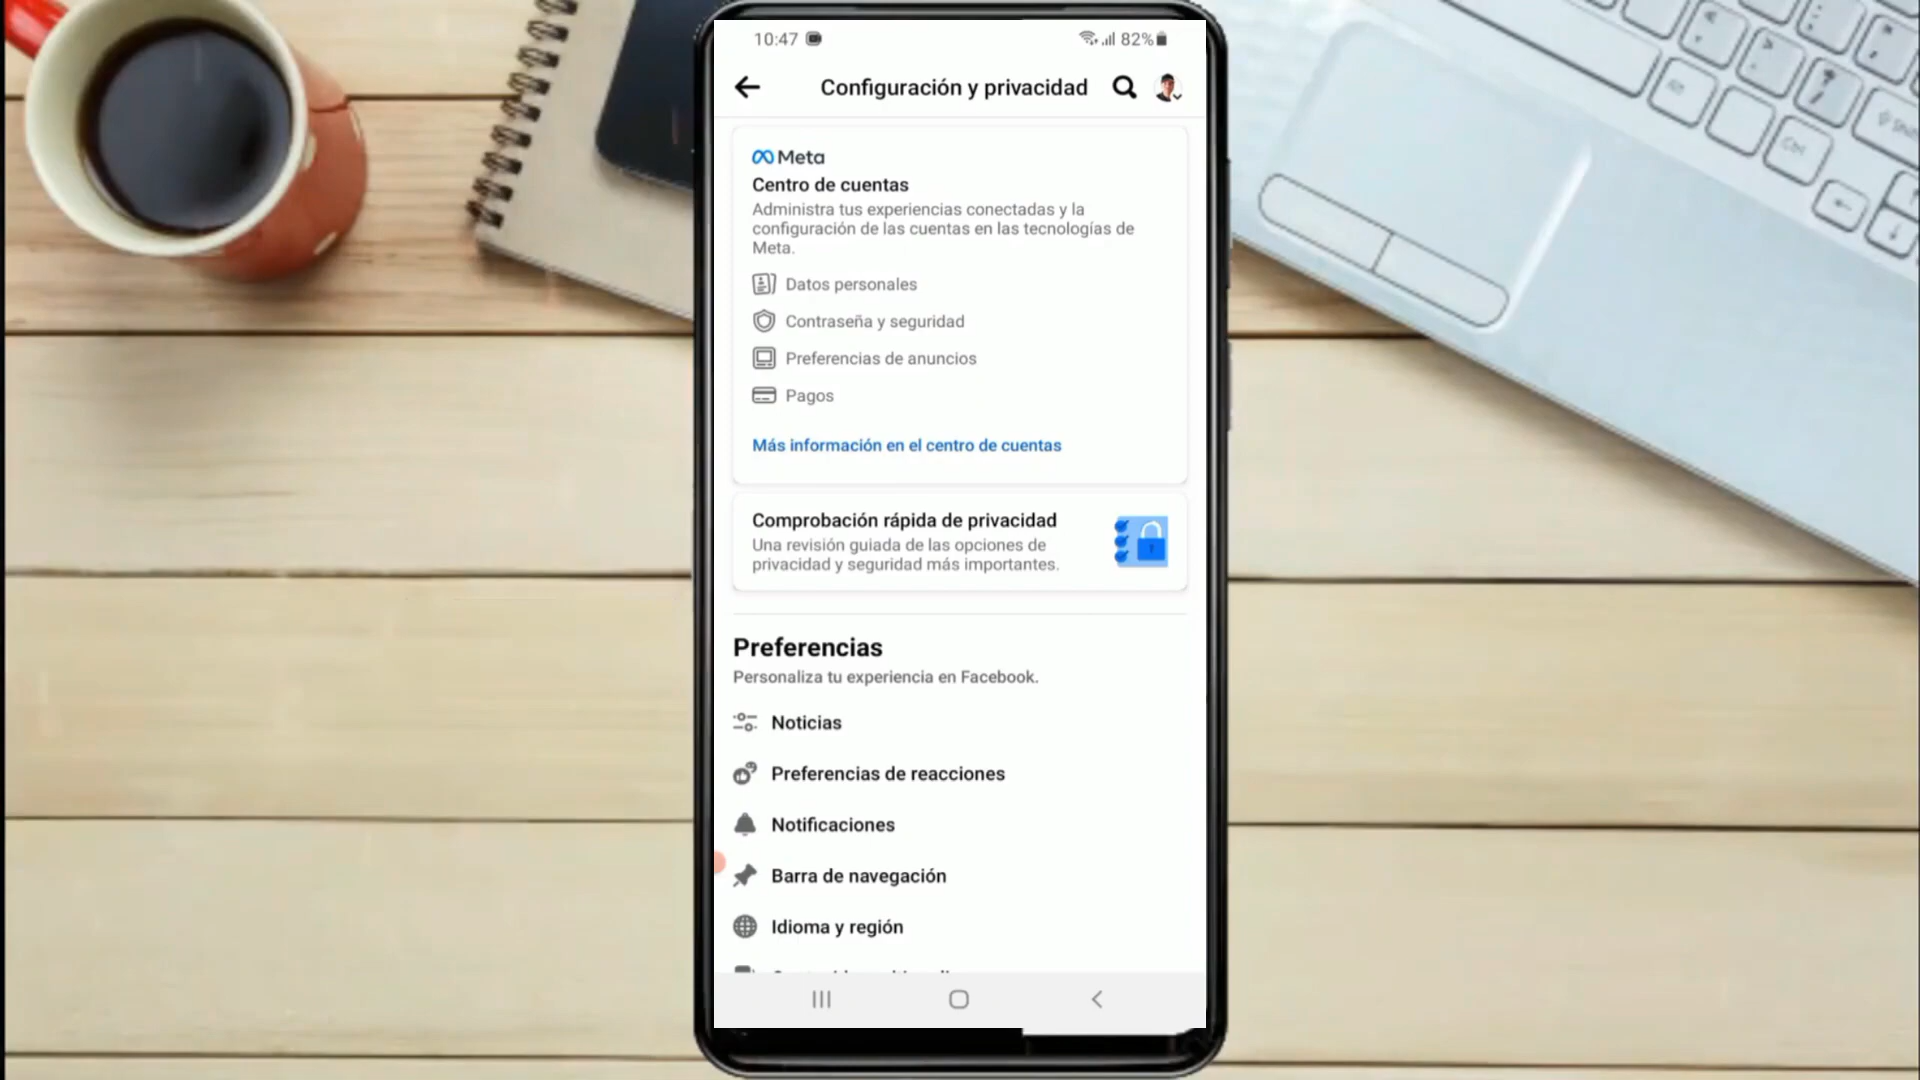 10:47 82%
Configuración y privacidad
Meta
Centro de cuentas
Administra tus experiencias conectadas y la
configuración de las cuentas en las tecnologías de
Meta.
Datos personales
Contraseña y seguridad
Preferencias de anuncios
Pagos
Más información en el centro de cuentas
Comprobación rápida de privacidad
Una revisión guiada de las opciones de
privacidad y seguridad más importantes.
Preferencias
Personaliza tu experiencia en Facebook.
Noticias
Preferencias de reacciones
Notificaciones
Barra de navegación
Idioma y región
Alt
Ctrl
Shift